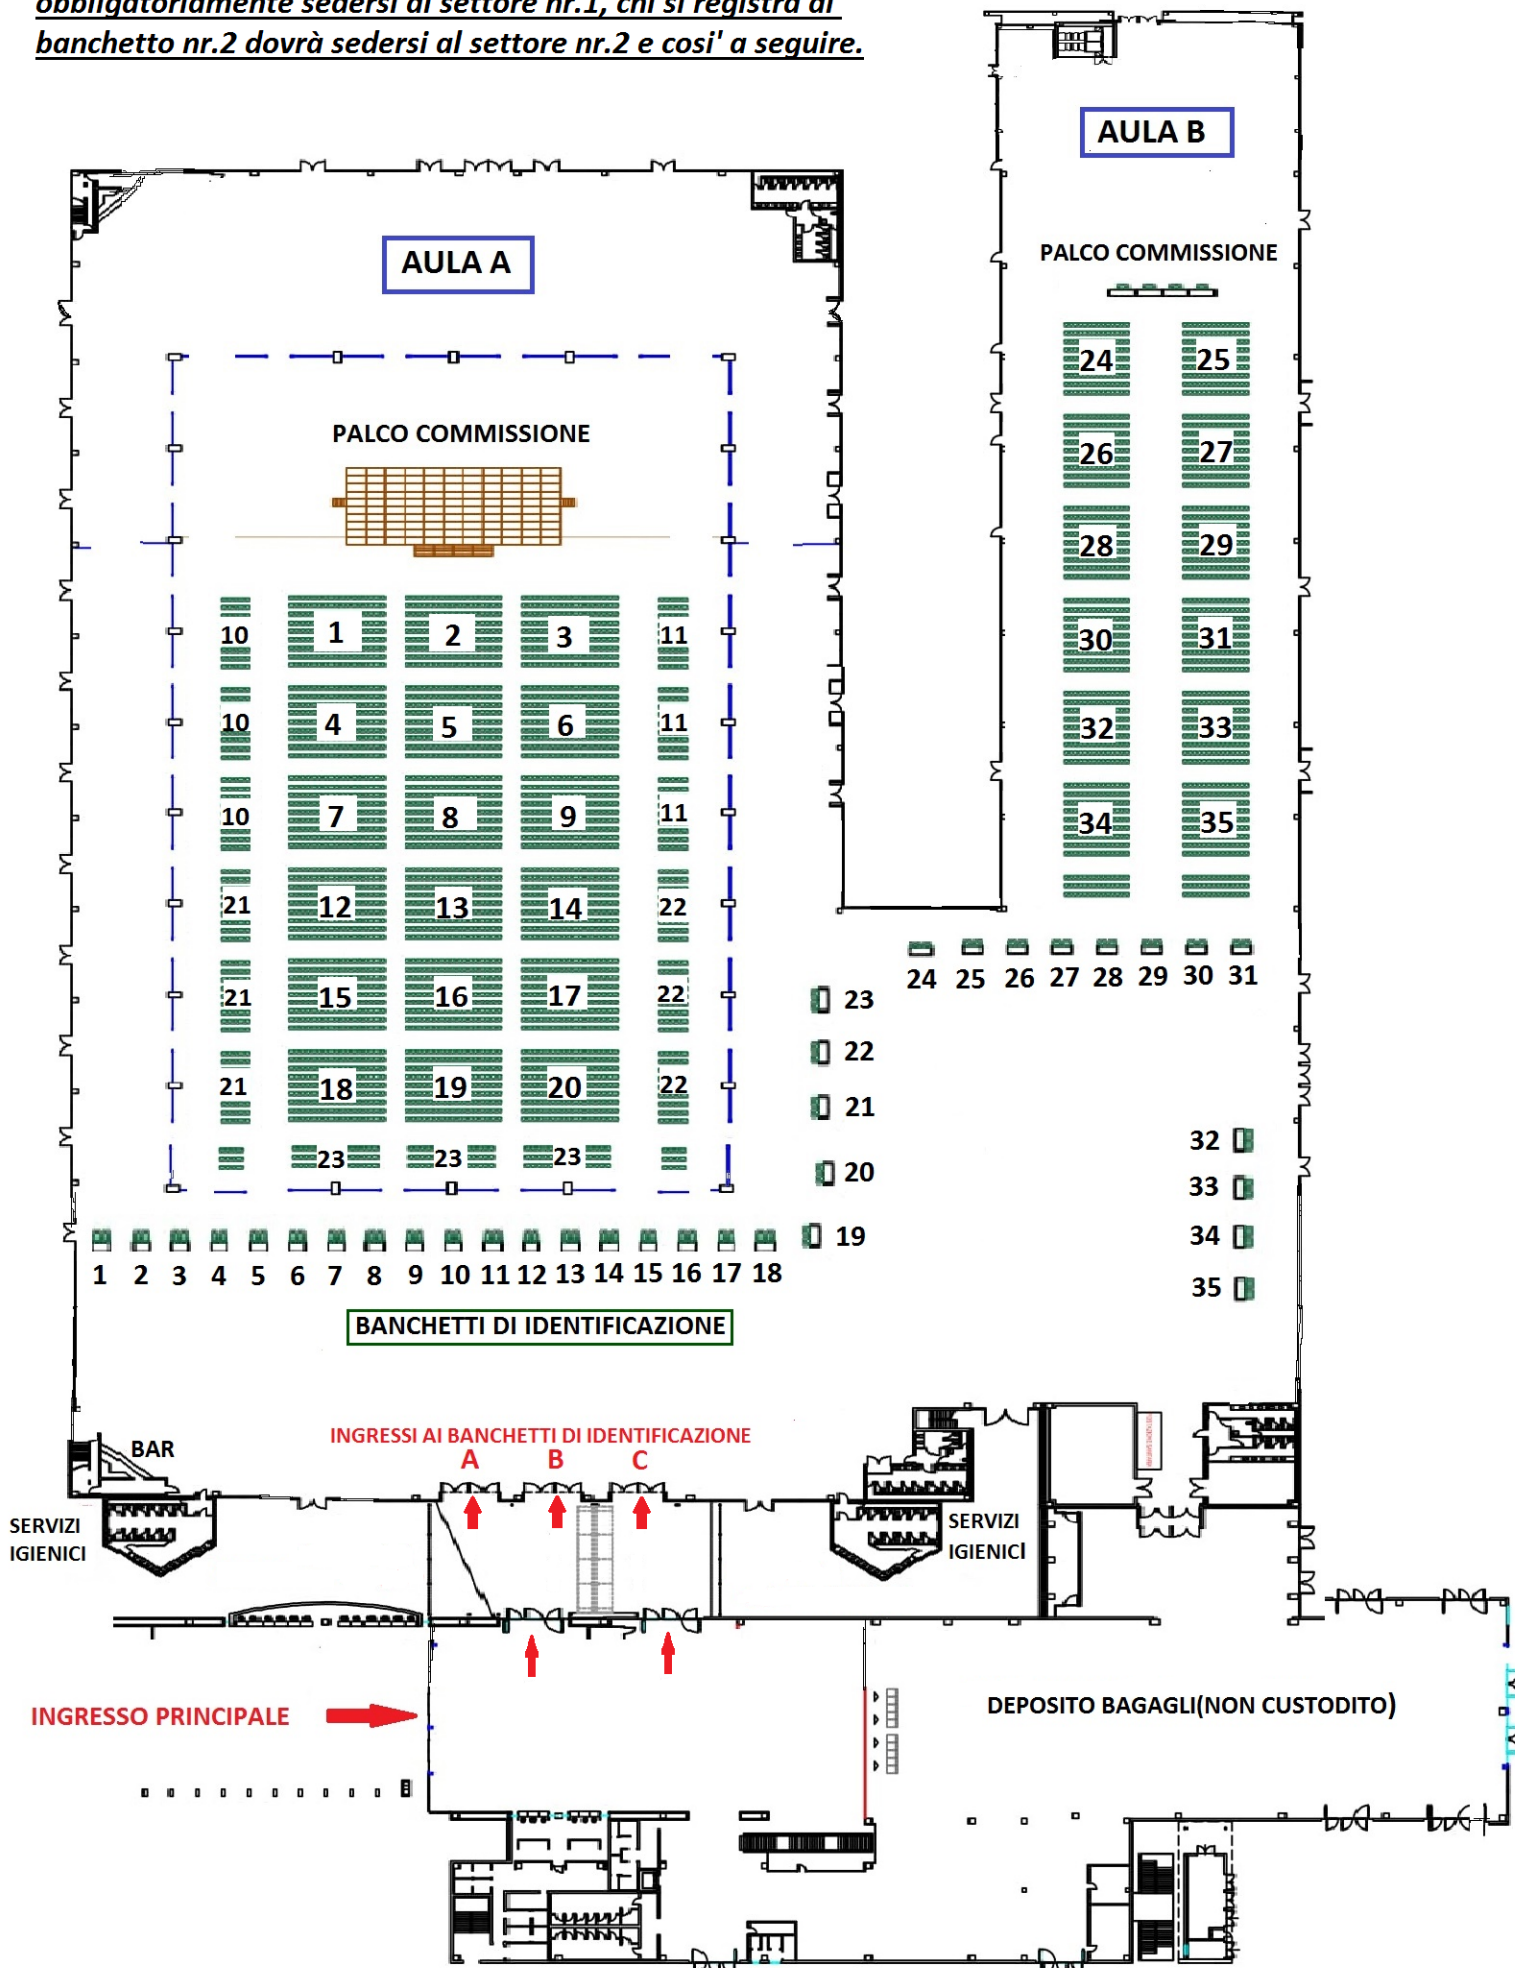 obbligatoriamente sedersi al settore nr.1, chi si registra al
banchetto nr.2 dovrà sedersi al settore nr.2 e cosi' a seguire.
AULA B
AULA A
PALCO COMMISSIONE
24 25
26 27
28 29
30 31
32 33
34 35
PALCO COMMISSIONE
10 1 2 3 11
10 4 5 6 11
10 7 8 9 11
21 12 13 14 22
21 15 16 17 22
21 18 19 20 22
23 23 23
24 25 26 27 28 29 30 31
23
22
21
20
19
32
33
34
35
1 2 3 4 5 6 7 8 9 10 11 12 13 14 15 16 17 18
BANCHETTI DI IDENTIFICAZIONE
INGRESSI AI BANCHETTI DI IDENTIFICAZIONE
A B C
BAR
SERVIZI
IGIENICI
SERVIZI
IGIENICI
INGRESSO PRINCIPALE
DEPOSITO BAGAGLI(NON CUSTODITO)